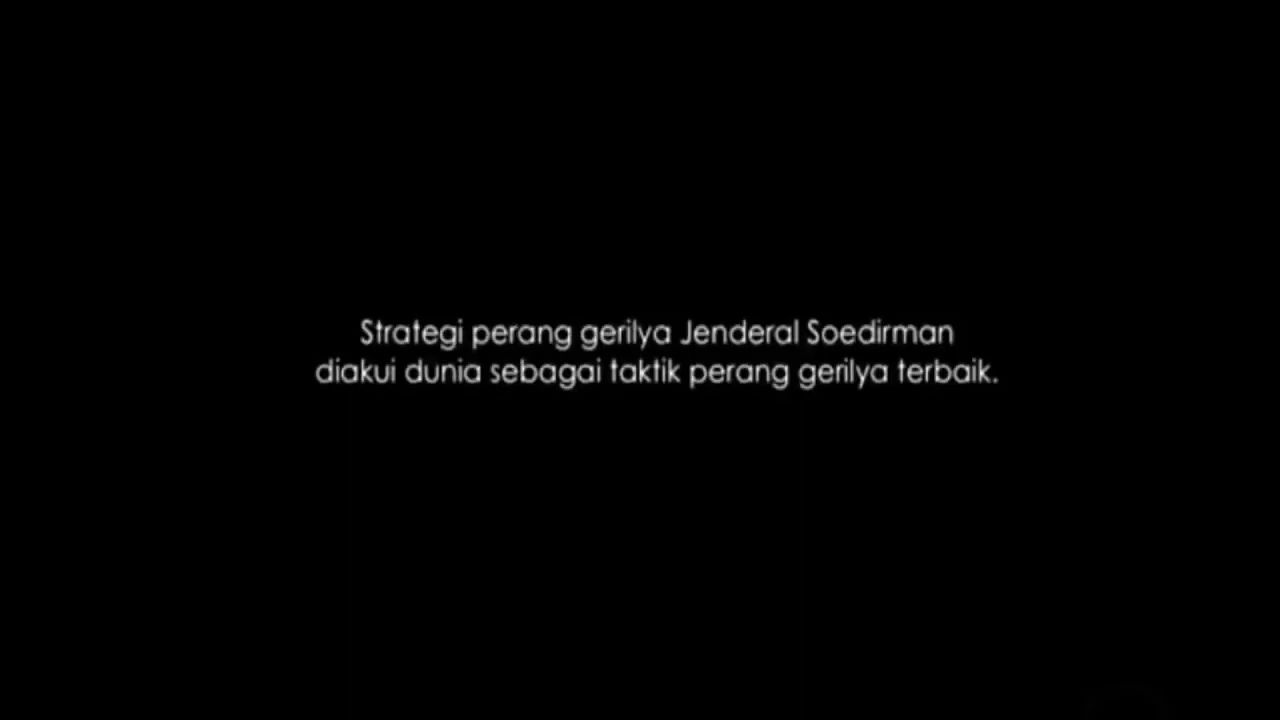 Strategi perang gerilya Jenderal Soedirman
diakui dunia sebagai taktik perang gerilya terbaik.